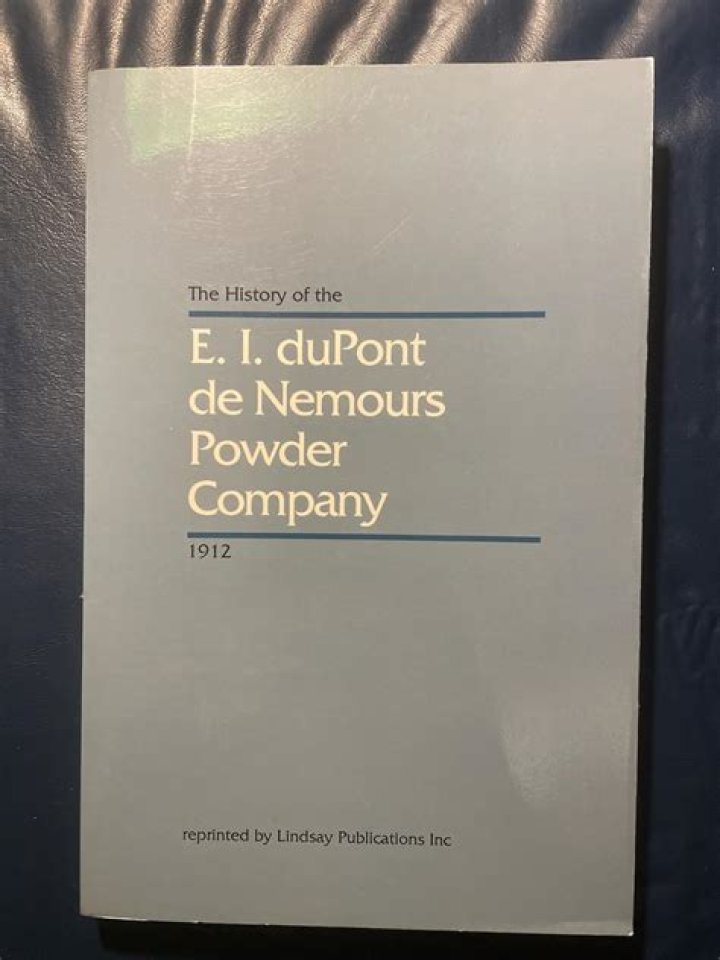 The History of the
E. I. duPont
de Nemours
Powder
Company
1912
reprinted by Lindsay Publications Inc